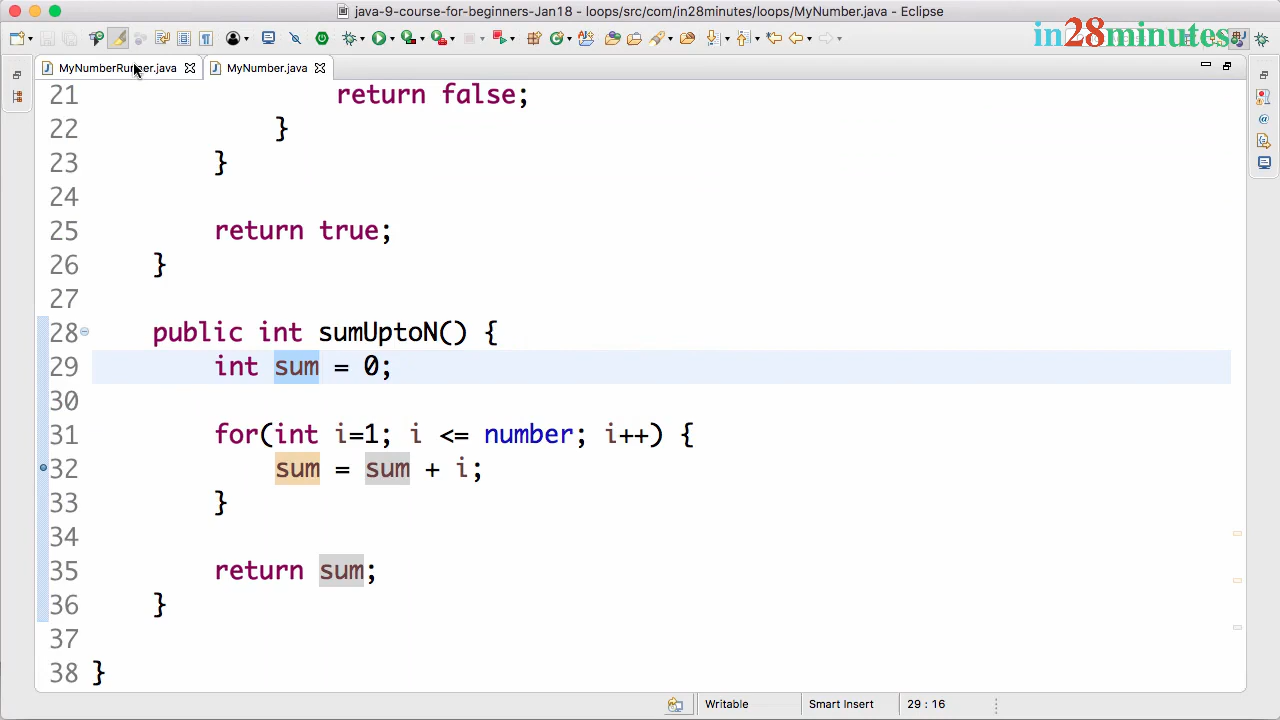 java-9-course-for-beginners-Jan18 - loops/src/com/in28minutes/loops/MyNumber.java - Eclipse
in28minutes
MyNumberRunner.java
MyNumber.java
21 return false;
22 }
23 }
24
25 return true;
26 }
27
28 public int sumUptoN() {
29 int sum = 0;
30
31 for(int i=1; i <= number; i++) {
32 sum = sum + i;
33 }
34
35 return sum;
36 }
37
38 }
Writable
Smart Insert
29 : 16